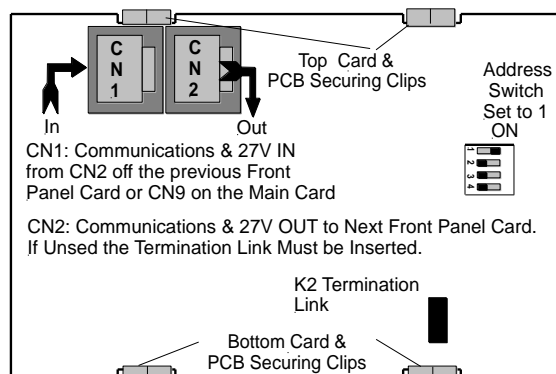 C
N
1
C
N
2
Top Card &
PCB Securing Clips
Address
Switch
Set to 1
ON
1
2
3
4
In
Out
CN1: Communications & 27V IN
from CN2 off the previous Front
Panel Card or CN9 on the Main Card
CN2: Communications & 27V OUT to Next Front Panel Card.
If Unsed the Termination Link Must be Inserted.
K2 Termination
Link
Bottom Card &
PCB Securing Clips